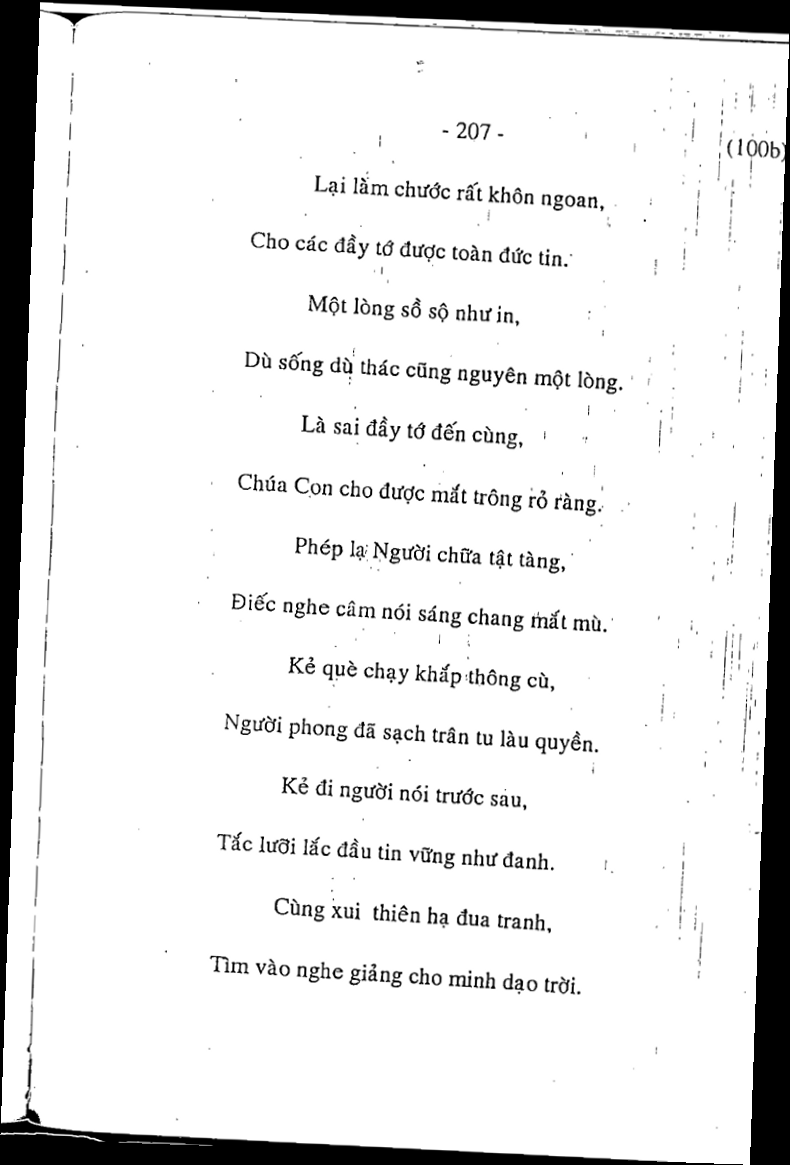 - 207 -
(100b)
Lại lằm chước rất khôn ngoan,
Cho các đầy tớ được toàn đức tin.
Một lòng sồ sộ như in,
Dù sống dù thác cũng nguyên một lòng.
Là sai đầy tớ đến cùng,
Chúa Con cho được mắt trông rỏ ràng.
Phép lạ Người chữa tật tàng,
Điếc nghe câm nói sáng chang mắt mù.
Kẻ què chạy khắp thông cù,
Người phong đã sạch trân tu làu quyền.
Kẻ đi người nói trước sau,
Tắc lưỡi lắc đầu tin vững như đanh.
Cùng xui thiên hạ đua tranh,
Tìm vào nghe giảng cho minh dạo trời.